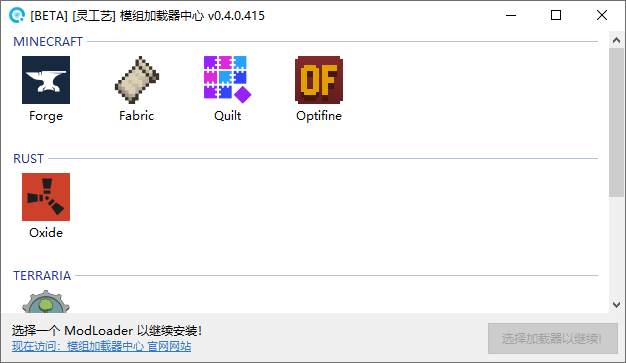 [BETA] [灵工艺] 模组加载器中心 v0.4.0.415
MINECRAFT
OF
Forge Fabric Quilt Optifine
RUST
Oxide
TERRARIA
选择一个 ModLoader 以继续安装!
现在访问：模组加载器中心 官网网站
选择加载器以继续!